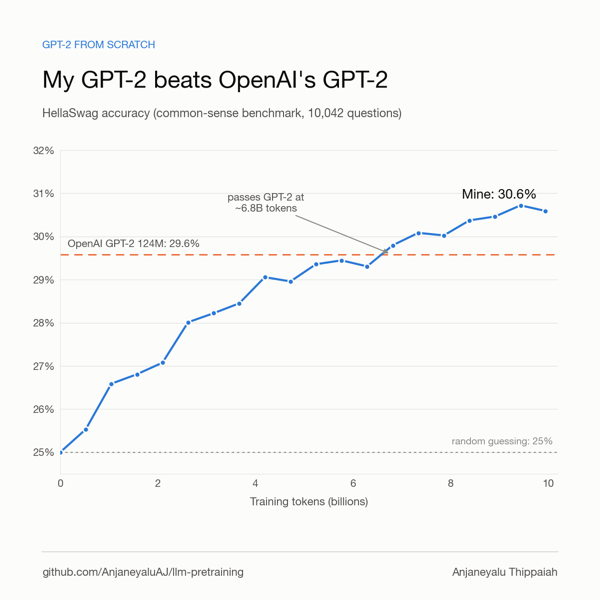 GPT-2 FROM SCRATCH
My GPT-2 beats OpenAI's GPT-2
HellaSwag accuracy (common-sense benchmark, 10,042 questions)
32%
31%
30%
29%
28%
27%
26%
25%
Mine: 30.6%
passes GPT-2 at
~6.8B tokens
OpenAI GPT-2 124M: 29.6%
random guessing: 25%
0
2
4
6
8
10
Training tokens (billions)
github.com/AnjaneyaluAJ/llm-pretraining
Anjaneyalu Thippaiah